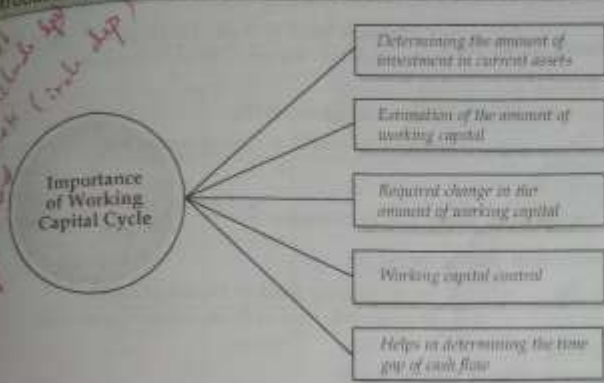 Importance
of Working
Capital Cycle
Determining the amount of
investment in current assets
Estimation of the amount of
working capital
Required change in the
amount of working capital
Working capital control
Helps in determining the time
gap of cash flow